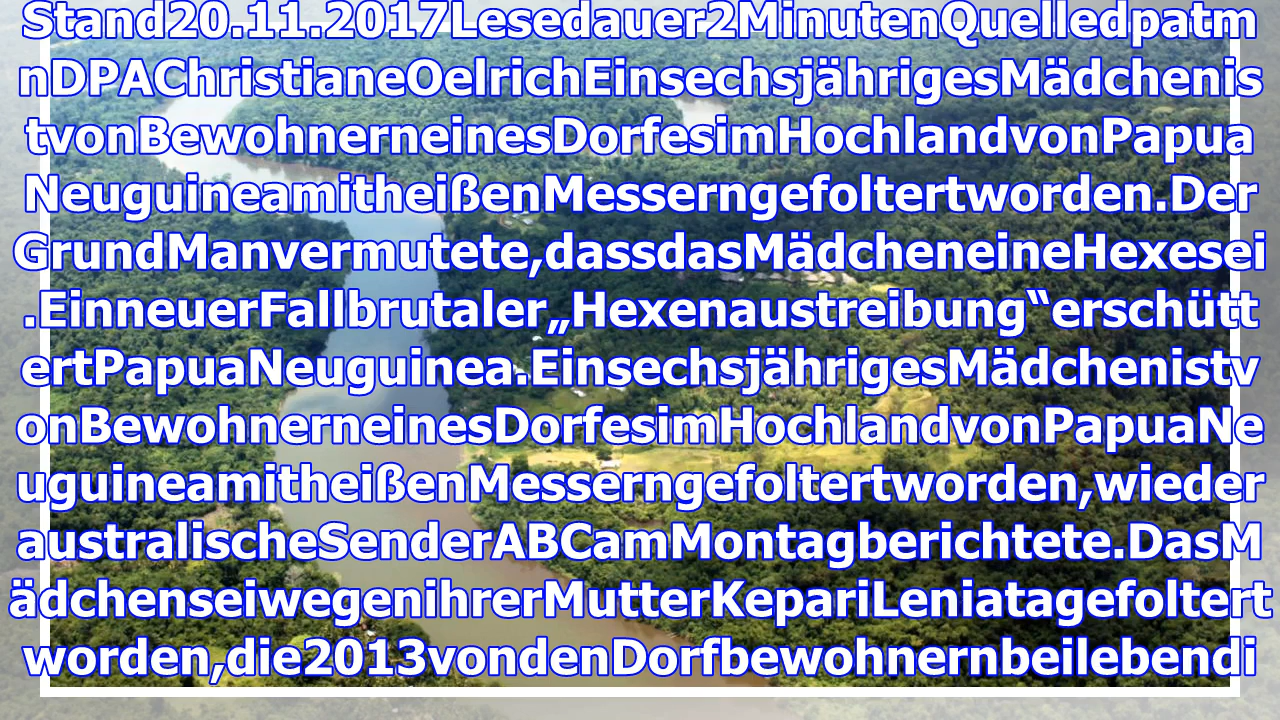 Stand20.11.2017Lesedauer2MinutenQuelledpatm
nDPAChristianeOelrichEinsechsjährigesMädchenis
tvonBewohnerneinesDorfesimHochlandvonPapua
NeuguineamitheißenMesserngefoltertworden.Der
GrundManvermutete,dassdasMädcheneineHexesei
.EinneuerFallbrutaler„Hexenaustreibung“erschütt
ertPapuaNeuguinea.EinsechsjährigesMädchenistv
onBewohnerneinesDorfesimHochlandvonPapuaNe
uguineamitheißenMesserngefoltertworden,wieder
australischeSenderABCamMontagberichtete.DasM
ädchenseiwegenihrerMutterKepariLeniatagefoltert
worden,die2013vondenDorfbewohnernbeilebendi